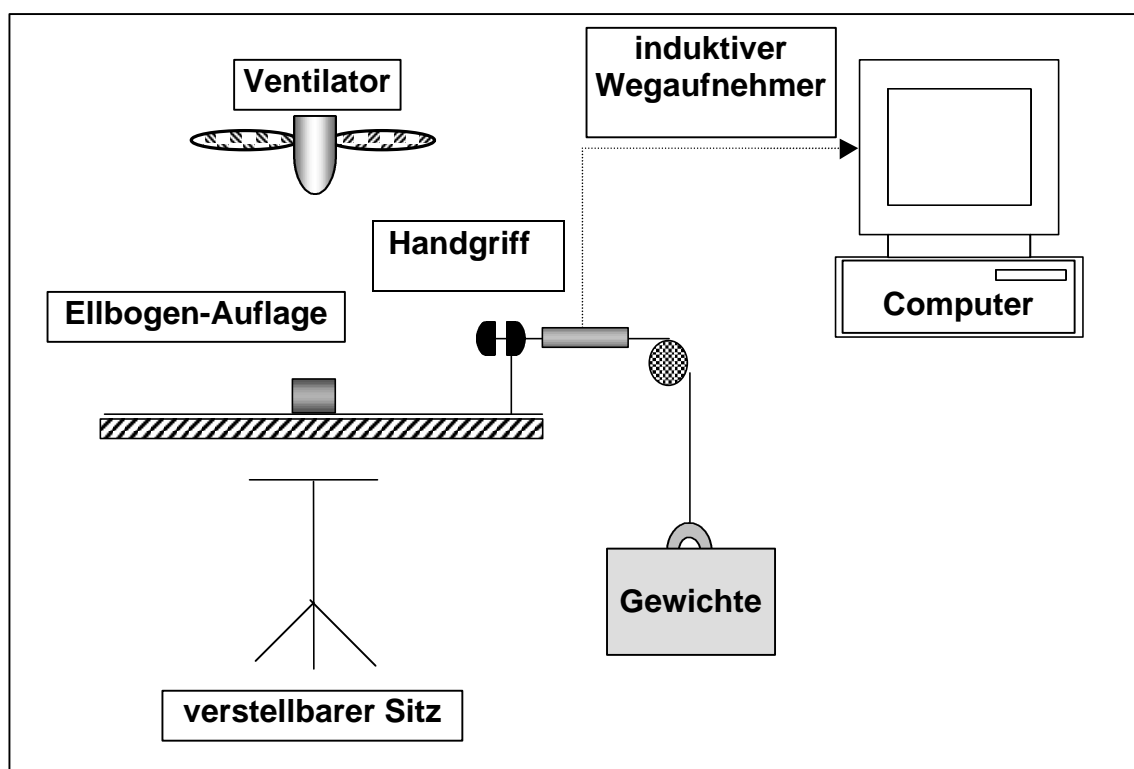 induktiver
Wegaufnehmer
Ventilator
Handgriff
Ellbogen-Auflage
Computer
Gewichte
verstellbarer Sitz